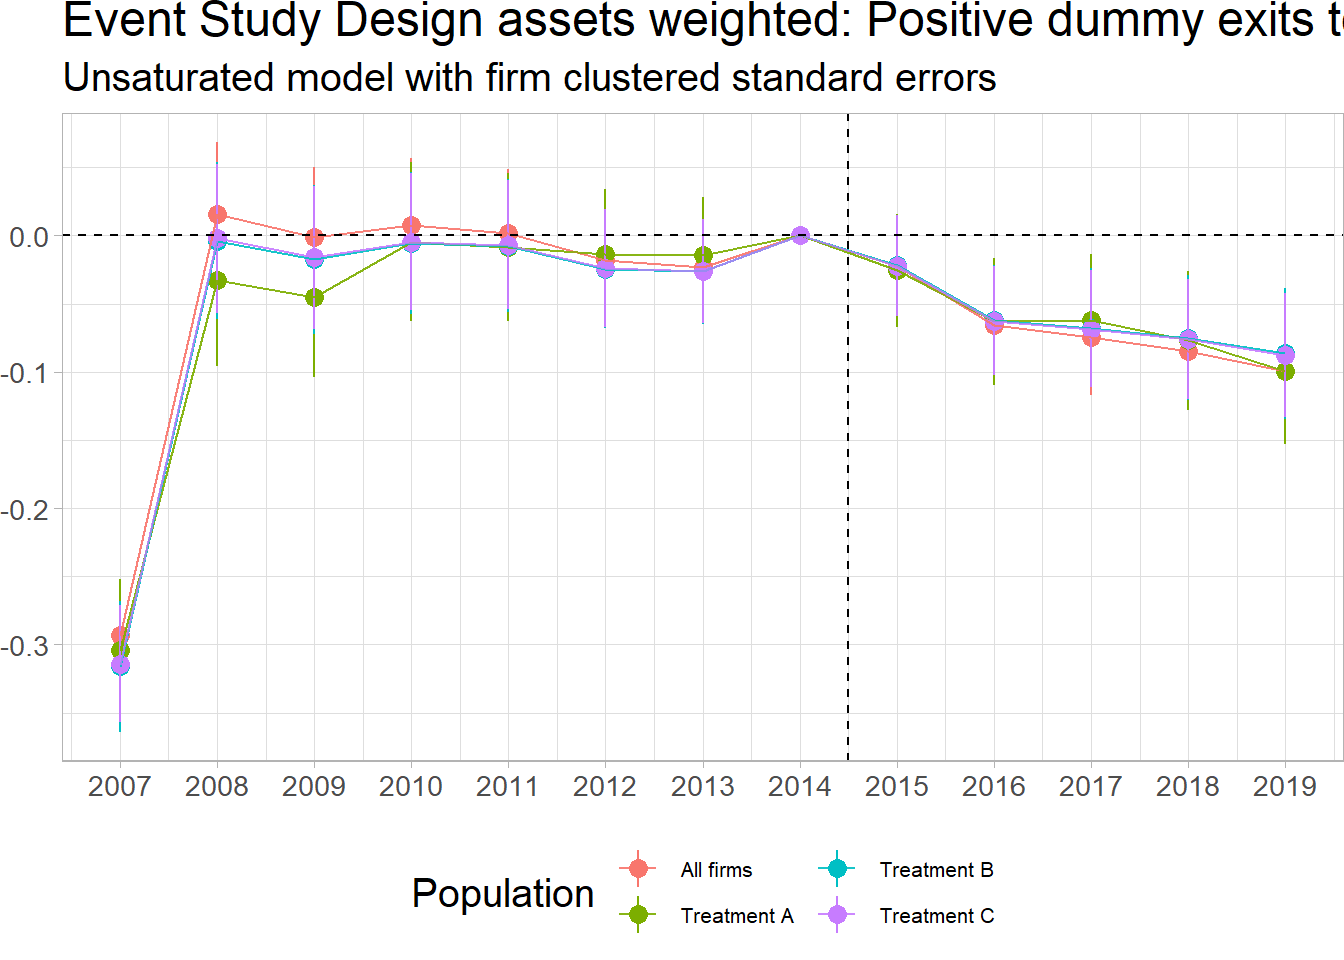 Event Study Design assets weighted: Positive dummy exits
Unsaturated model with firm clustered standard errors
0.0
-0.1
-0.2
-0.3
2007 2008 2009 2010 2011 2012 2013 2014 2015 2016 2017 2018 2019
Population
All firms
Treatment A
Treatment B
Treatment C